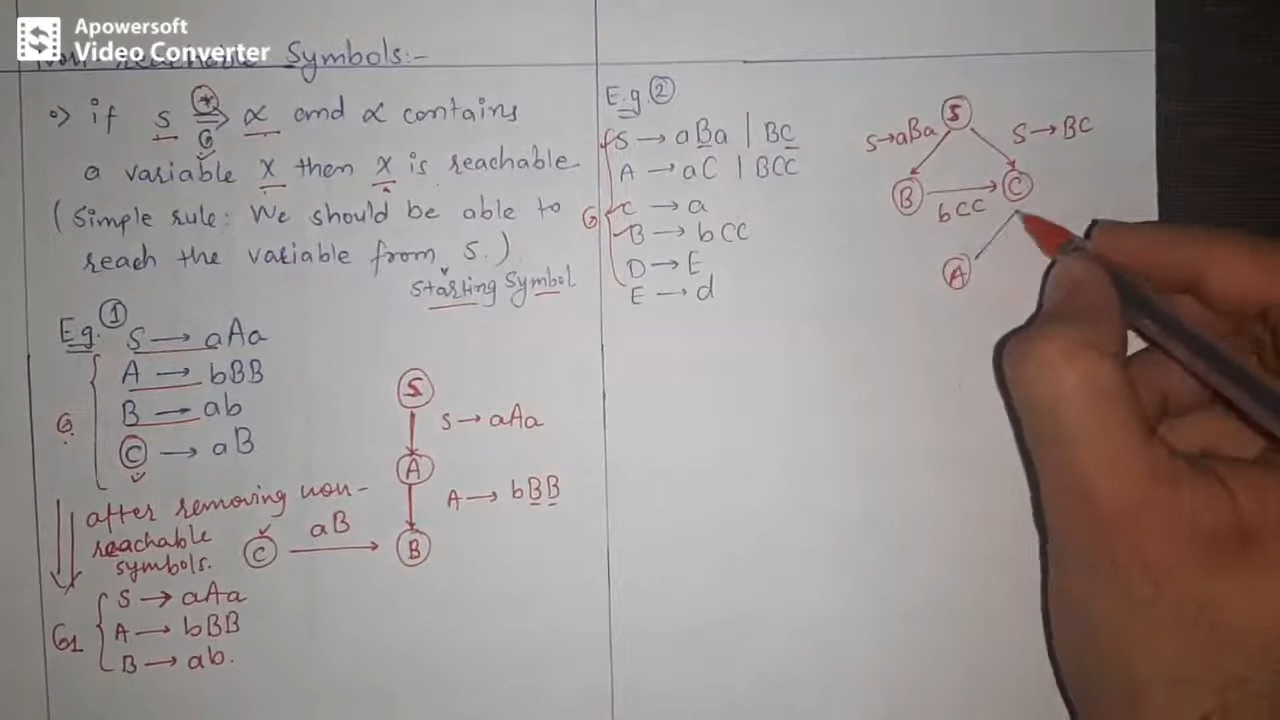 Apowersoft
Video Converter
Symbols:-
if S *⇒G α and α contains
a variable X then X is reachable
(Simple rule: We should be able to
reach the variable from S.)
starting symbol
Eg. ①
S → aAa
A → bBB
B → ab
C → aB
G
after removing non-
reachable
symbols.
G1
S → aAa
A → bBB
B → ab.
S
S → aAa
A
A → bBB
C
aB
B
E.g. ②
S → aBa | BC
A → aC | BCC
C → a
B → bCC
D → E
E → d
G
S
S→aBa
S → BC
B
bCC
C
A